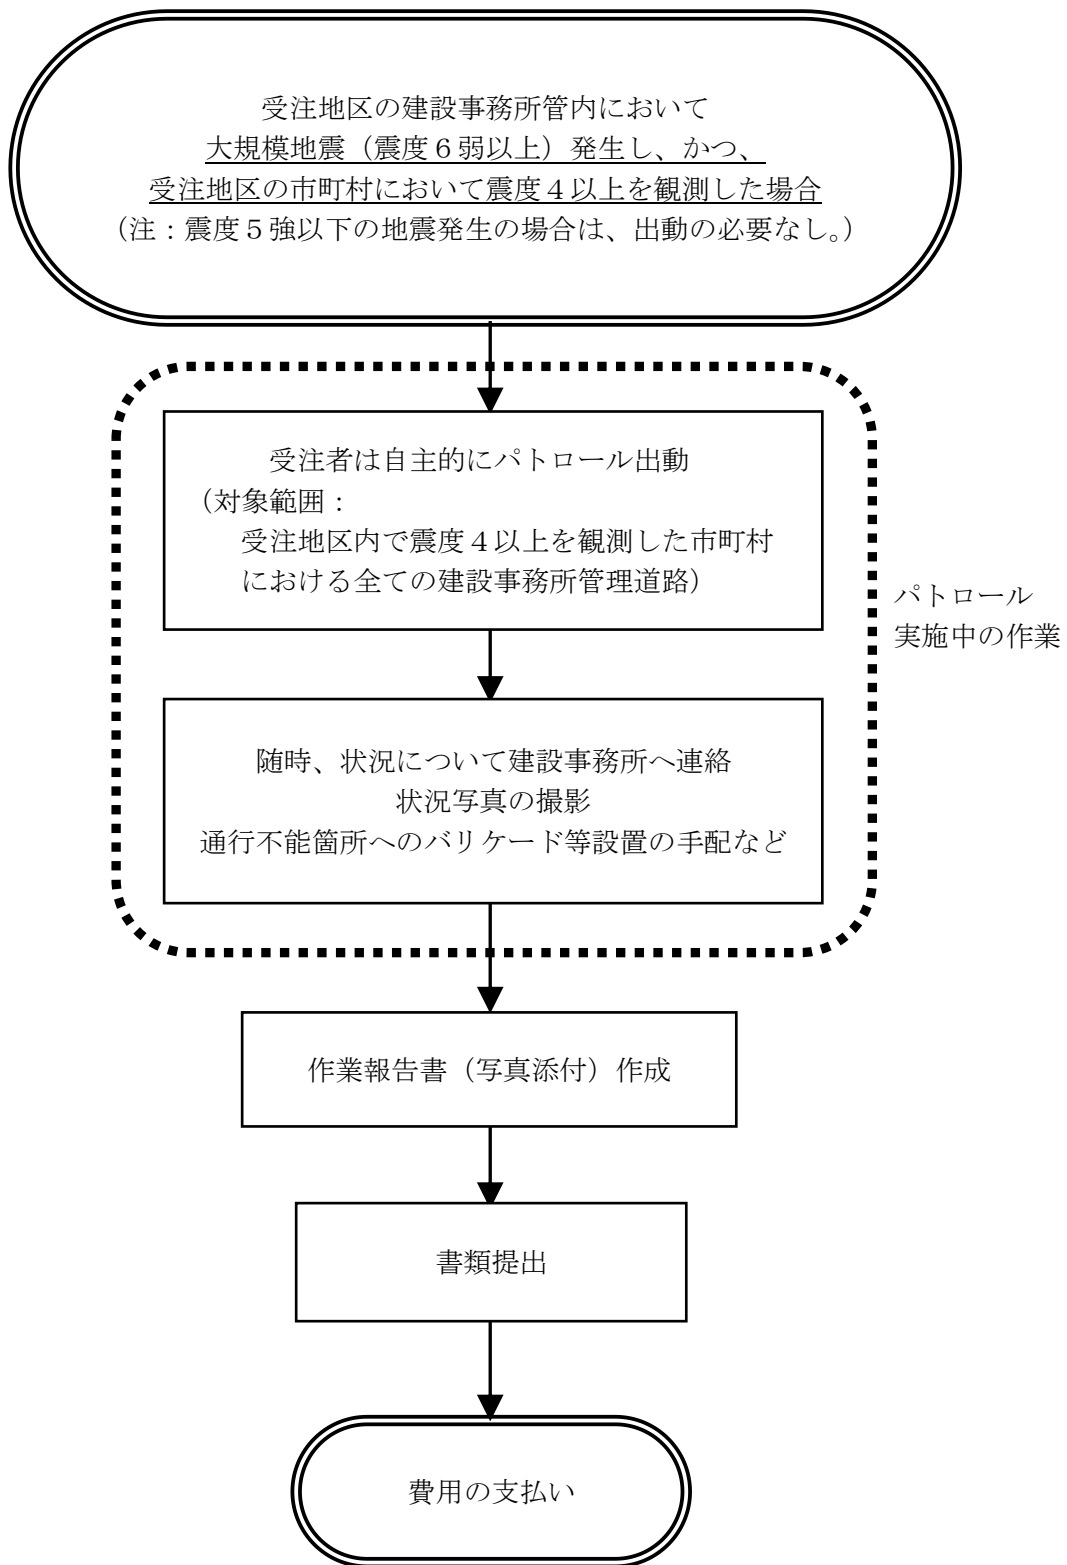 受注地区の建設事務所管内において
大規模地震（震度６弱以上）発生し、かつ、
受注地区の市町村において震度４以上を観測した場合
（注：震度５強以下の地震発生の場合は、出動の必要なし。）
受注者は自主的にパトロール出動
（対象範囲：
受注地区内で震度４以上を観測した市町村
における全ての建設事務所管理道路）
パトロール
実施中の作業
随時、状況について建設事務所へ連絡
状況写真の撮影
通行不能箇所へのバリケード等設置の手配など
作業報告書（写真添付）作成
書類提出
費用の支払い